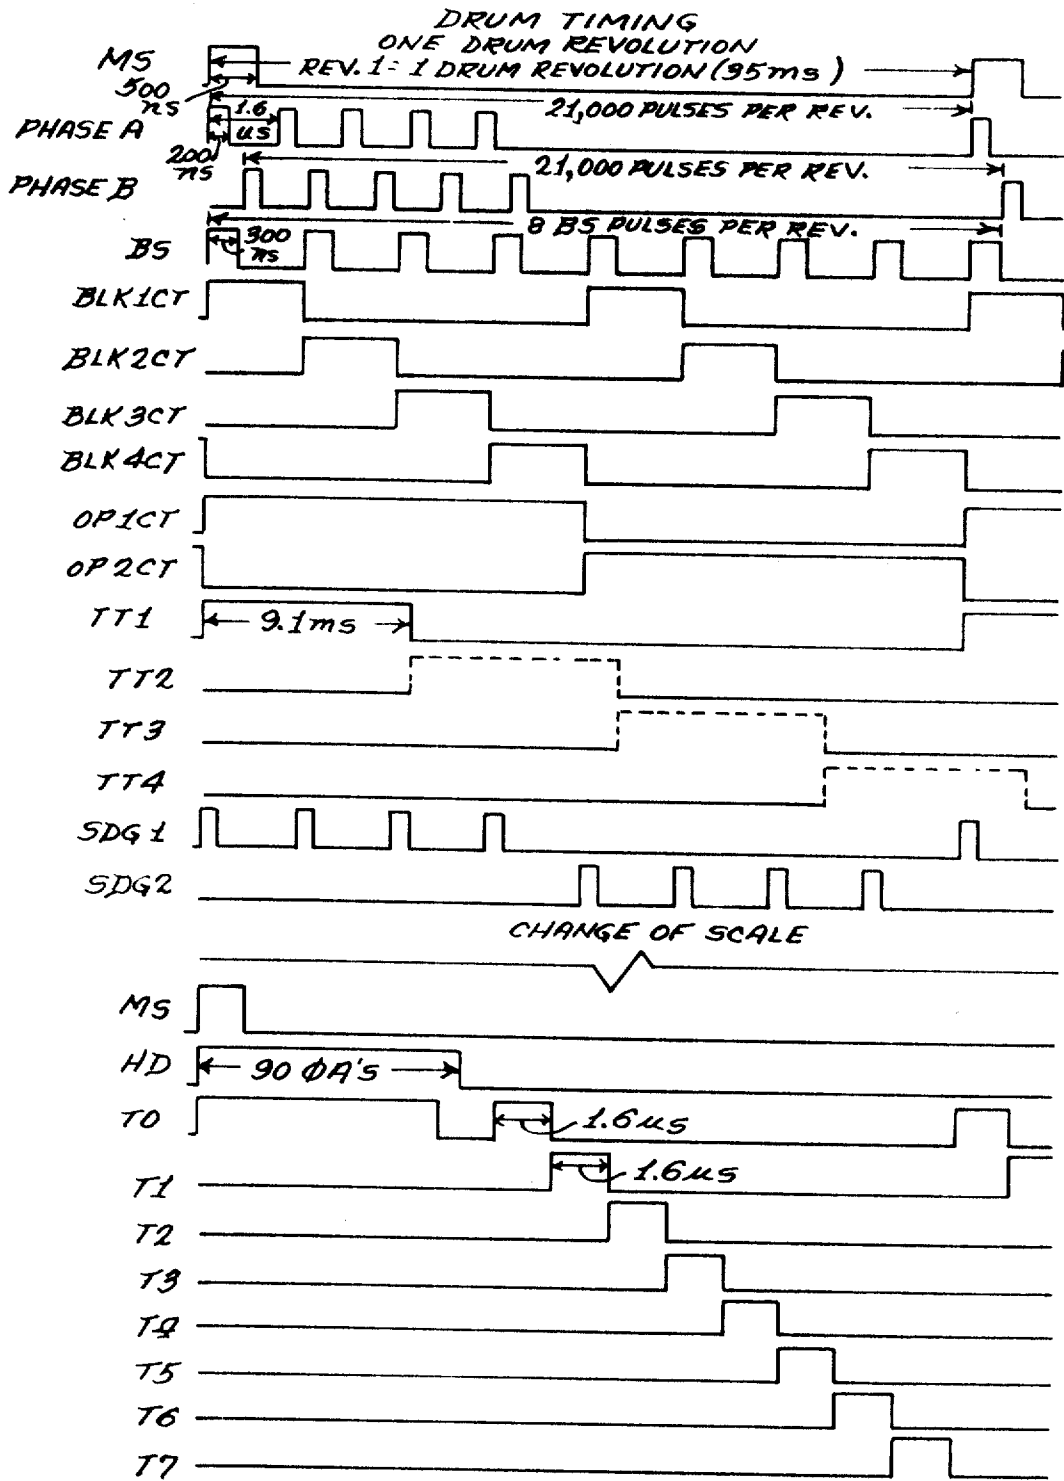 DRUM TIMING
ONE DRUM REVOLUTION
MS
REV. 1 = 1 DRUM REVOLUTION (95ms)
500
ns
21,000 PULSES PER REV.
PHASE A
1.6
us
200
ns
21,000 PULSES PER REV.
PHASE B
8 BS PULSES PER REV.
BS
300
ns
BLK1CT
BLK2CT
BLK3CT
BLK4CT
OP1CT
OP2CT
TT1
9.1ms
TT2
TT3
TT4
SDG1
SDG2
CHANGE OF SCALE
MS
HD
90 ØA'S
T0
1.6us
T1
1.6us
T2
T3
T4
T5
T6
T7